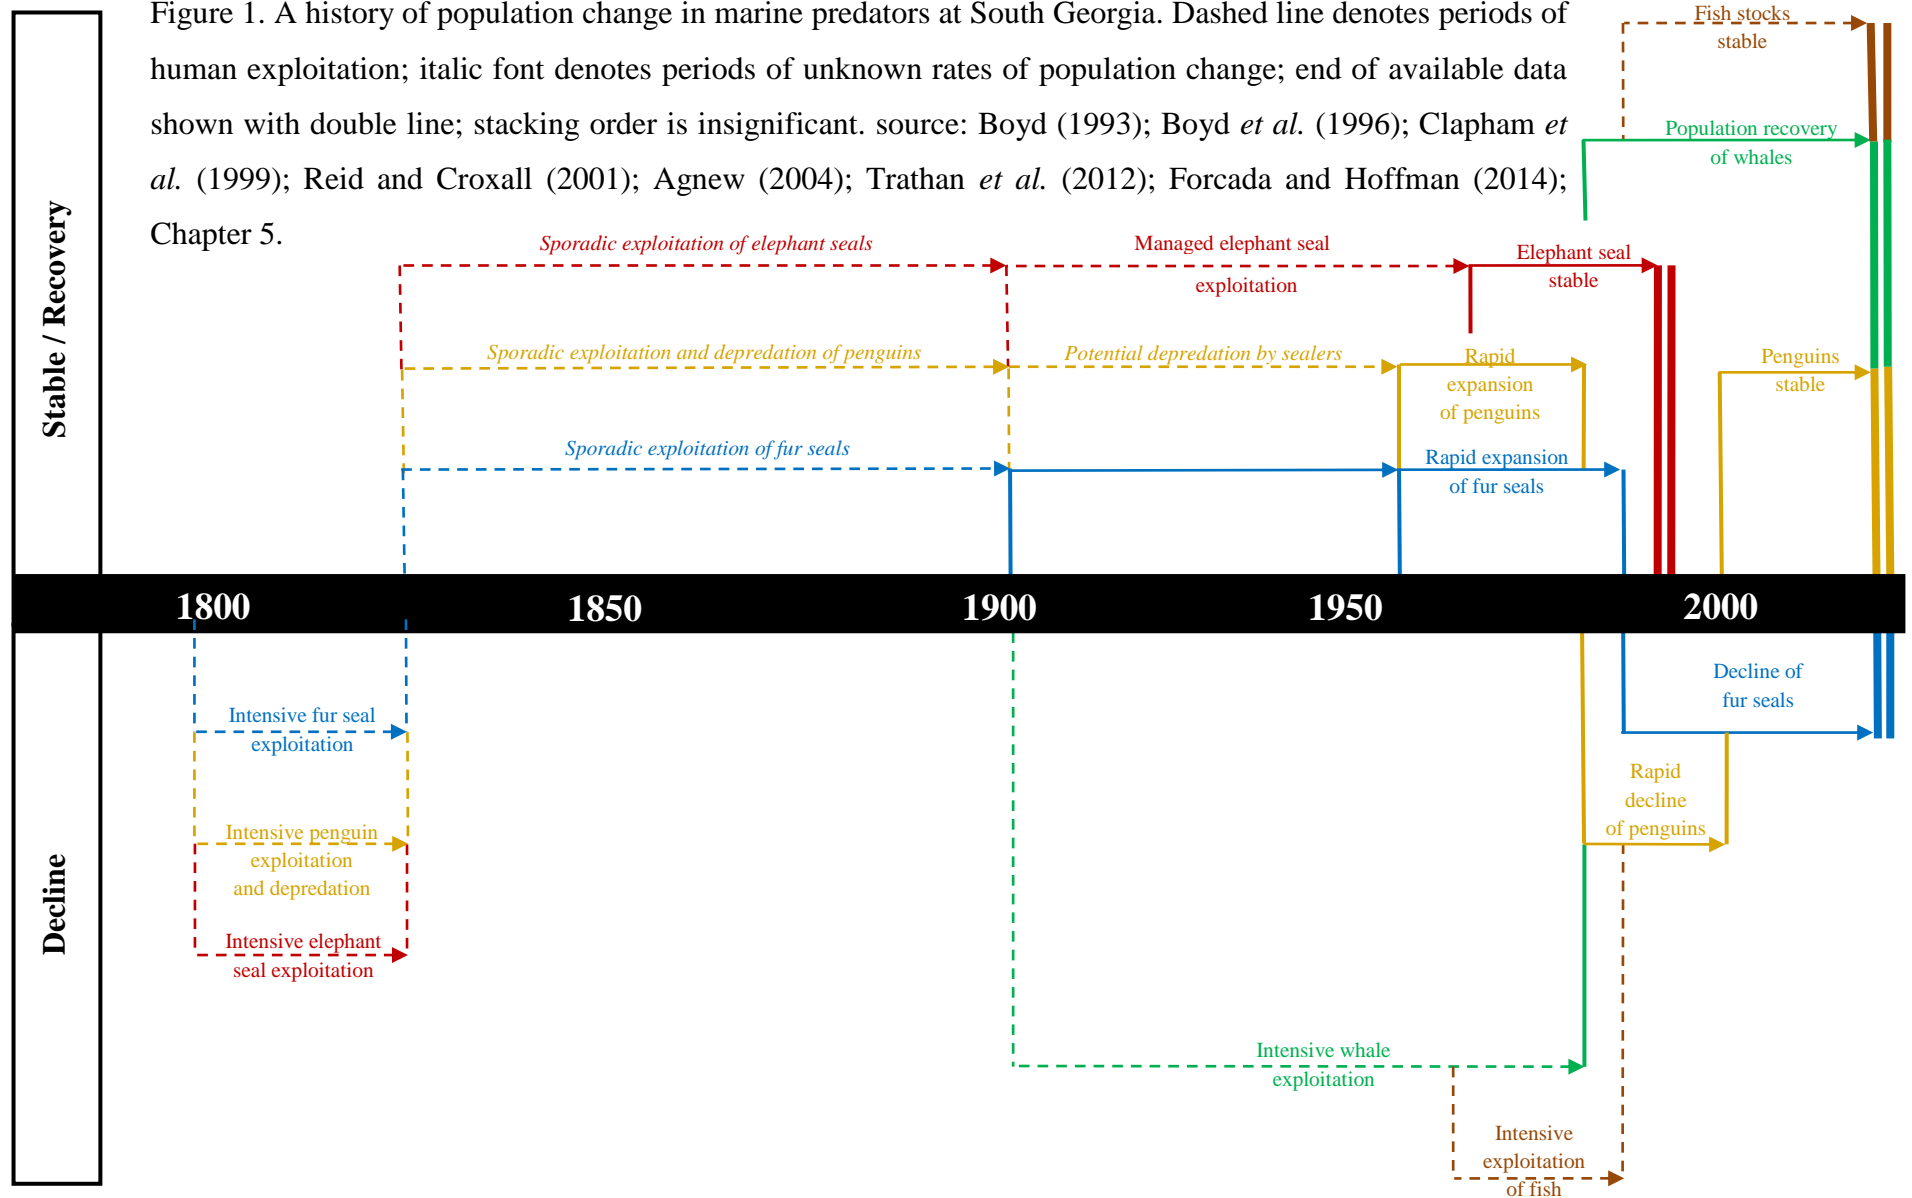 Figure 1. A history of population change in marine predators at South Georgia. Dashed line denotes periods of
human exploitation; italic font denotes periods of unknown rates of population change; end of available data
shown with double line; stacking order is insignificant. source: Boyd (1993); Boyd et al. (1996); Clapham et
al. (1999); Reid and Croxall (2001); Agnew (2004); Trathan et al. (2012); Forcada and Hoffman (2014);
Chapter 5.
Fish stocks
stable
Population recovery
of whales
Stable / Recovery
Sporadic exploitation of elephant seals
Managed elephant seal
exploitation
Elephant seal
stable
Sporadic exploitation and depredation of penguins
Potential depredation by sealers
Rapid
expansion
of penguins
Penguins
stable
Sporadic exploitation of fur seals
Rapid expansion
of fur seals
1800
1850
1900
1950
2000
Decline
Intensive fur seal
exploitation
Intensive penguin
exploitation
and depredation
Intensive elephant
seal exploitation
Decline of
fur seals
Rapid
decline
of penguins
Intensive whale
exploitation
Intensive
exploitation
of fish